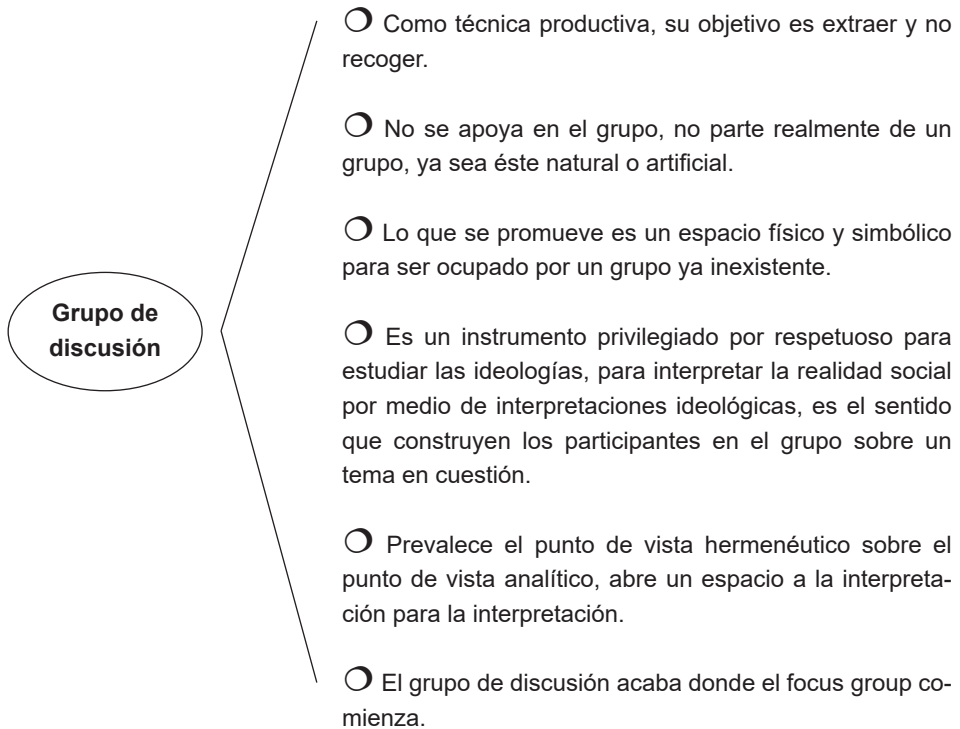 Grupo de
discusión
❍ Como técnica productiva, su objetivo es extraer y no
recoger.
❍ No se apoya en el grupo, no parte realmente de un
grupo, ya sea éste natural o artificial.
❍ Lo que se promueve es un espacio físico y simbólico
para ser ocupado por un grupo ya inexistente.
❍ Es un instrumento privilegiado por respetuoso para
estudiar las ideologías, para interpretar la realidad social
por medio de interpretaciones ideológicas, es el sentido
que construyen los participantes en el grupo sobre un
tema en cuestión.
❍ Prevalece el punto de vista hermenéutico sobre el
punto de vista analítico, abre un espacio a la interpreta-
ción para la interpretación.
❍ El grupo de discusión acaba donde el focus group co-
mienza.